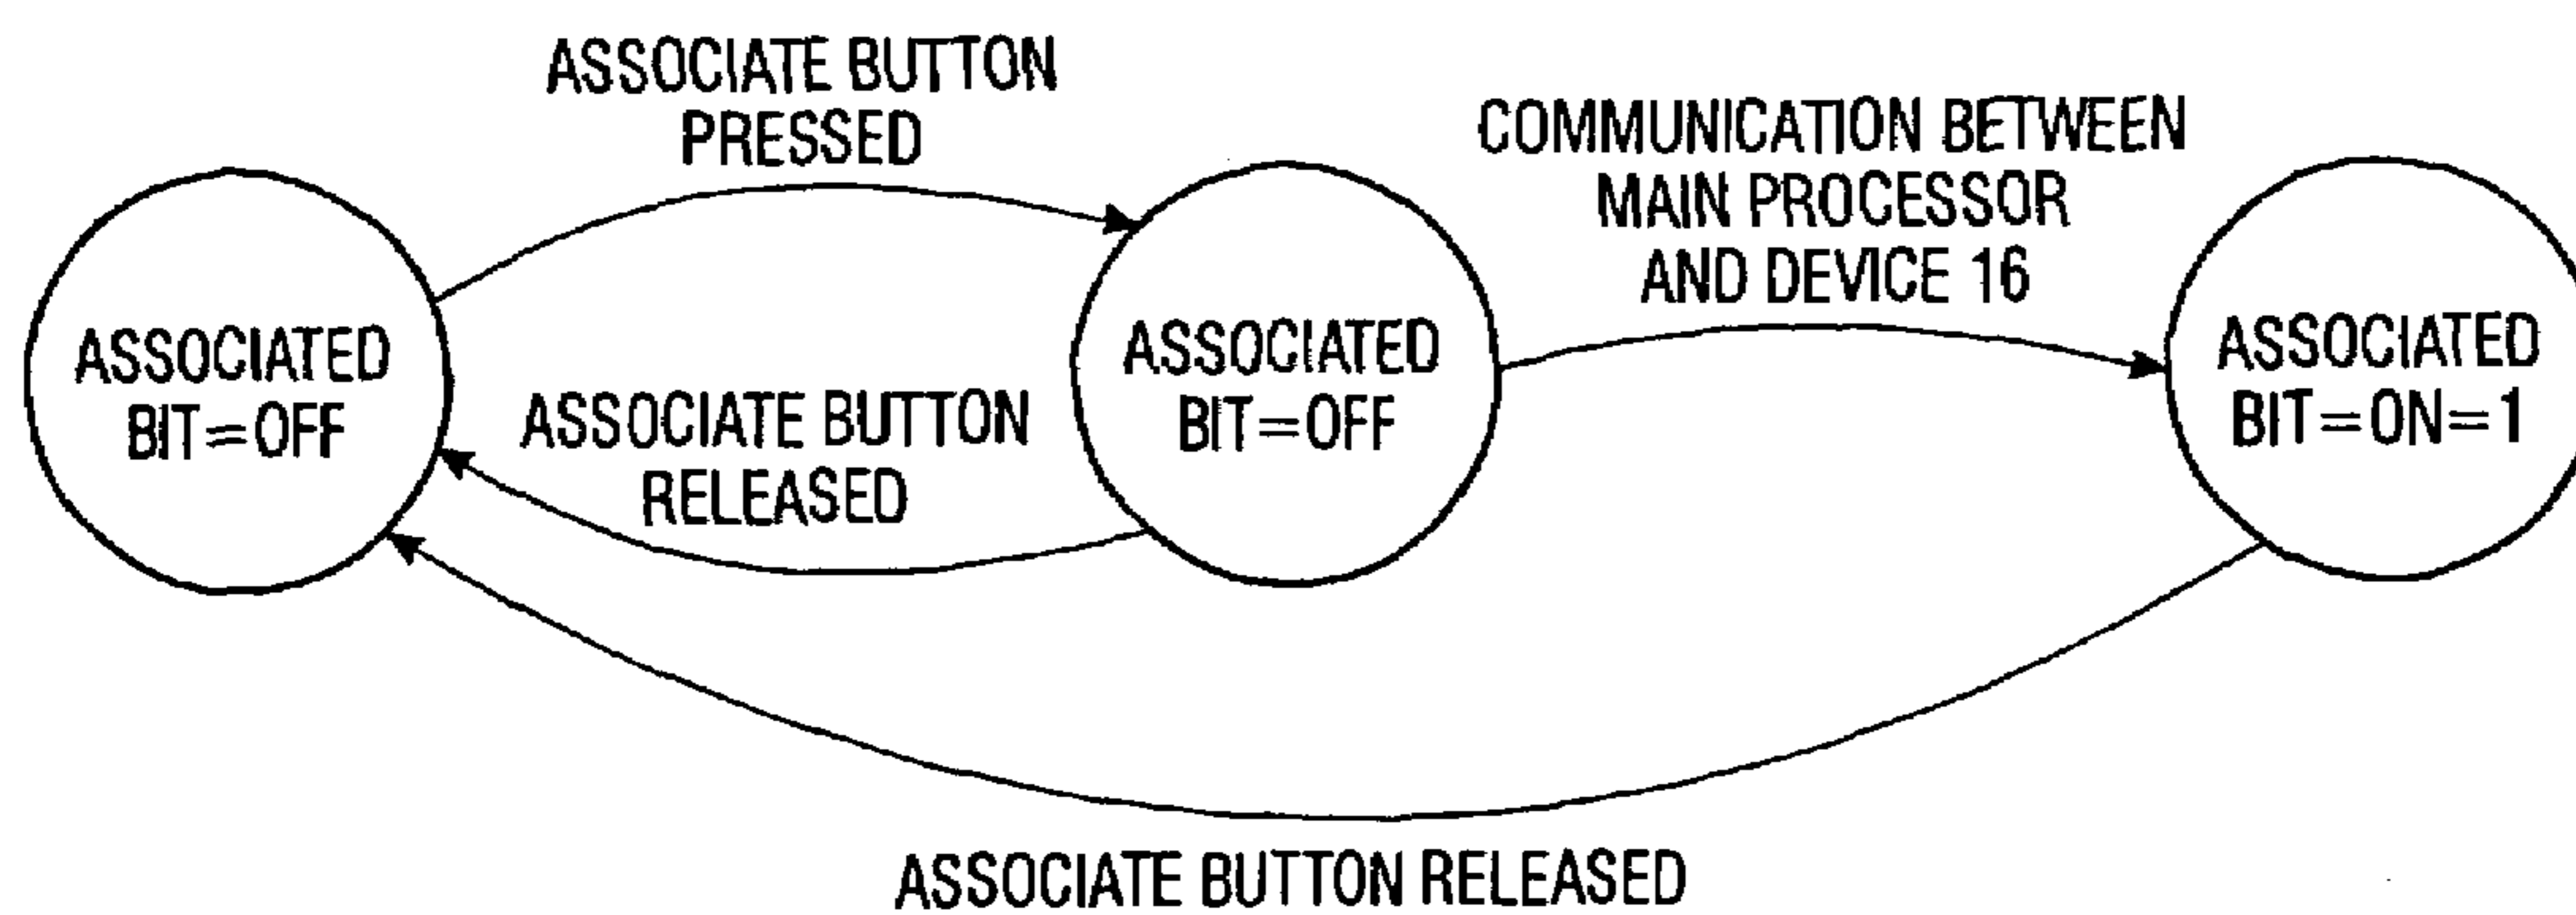 ASSOCIATE BUTTON
PRESSED
COMMUNICATION BETWEEN
MAIN PROCESSOR
AND DEVICE 16
ASSOCIATED
BIT=OFF
ASSOCIATE BUTTON
RELEASED
ASSOCIATED
BIT=OFF
ASSOCIATED
BIT=ON=1
ASSOCIATE BUTTON RELEASED